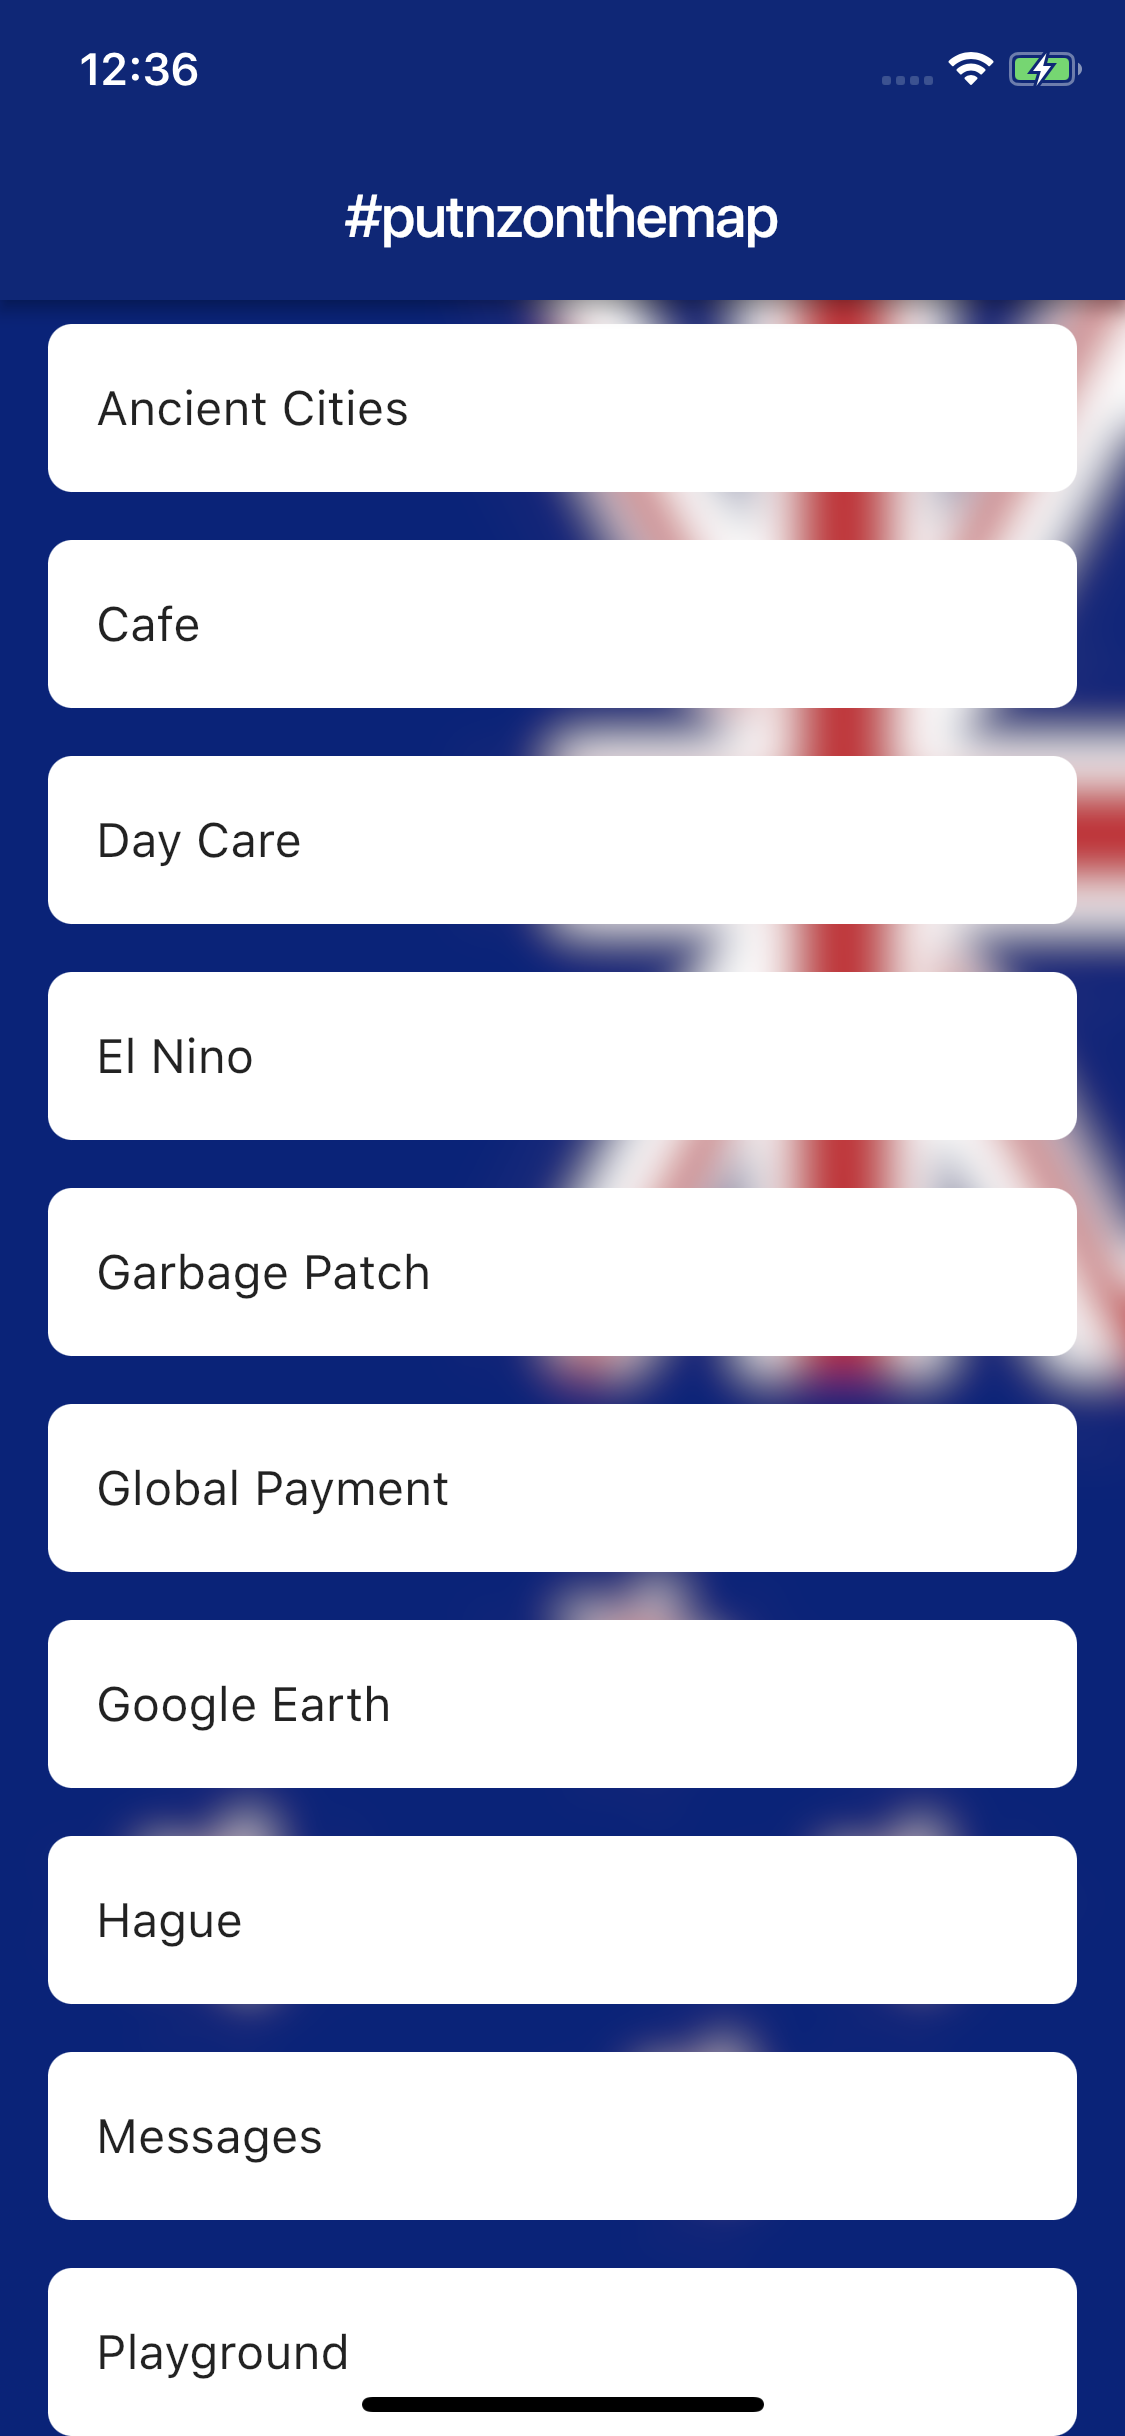 12:36
#putnzonthemap
Ancient Cities
Cafe
Day Care
El Nino
Garbage Patch
Global Payment
Google Earth
Hague
Messages
Playground